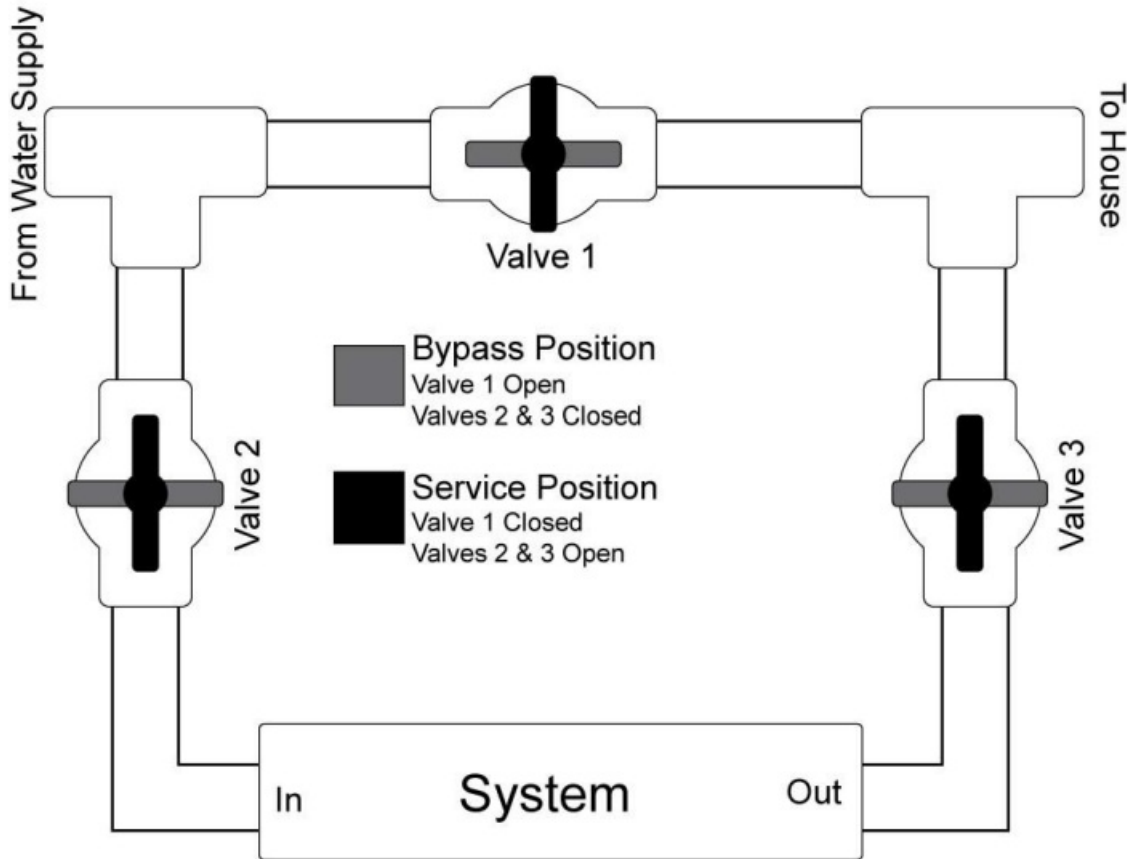 From Water Supply
To House
Valve 1
Bypass Position
Valve 1 Open
Valves 2 & 3 Closed
Valve 2
Valve 3
Service Position
Valve 1 Closed
Valves 2 & 3 Open
In
System
Out